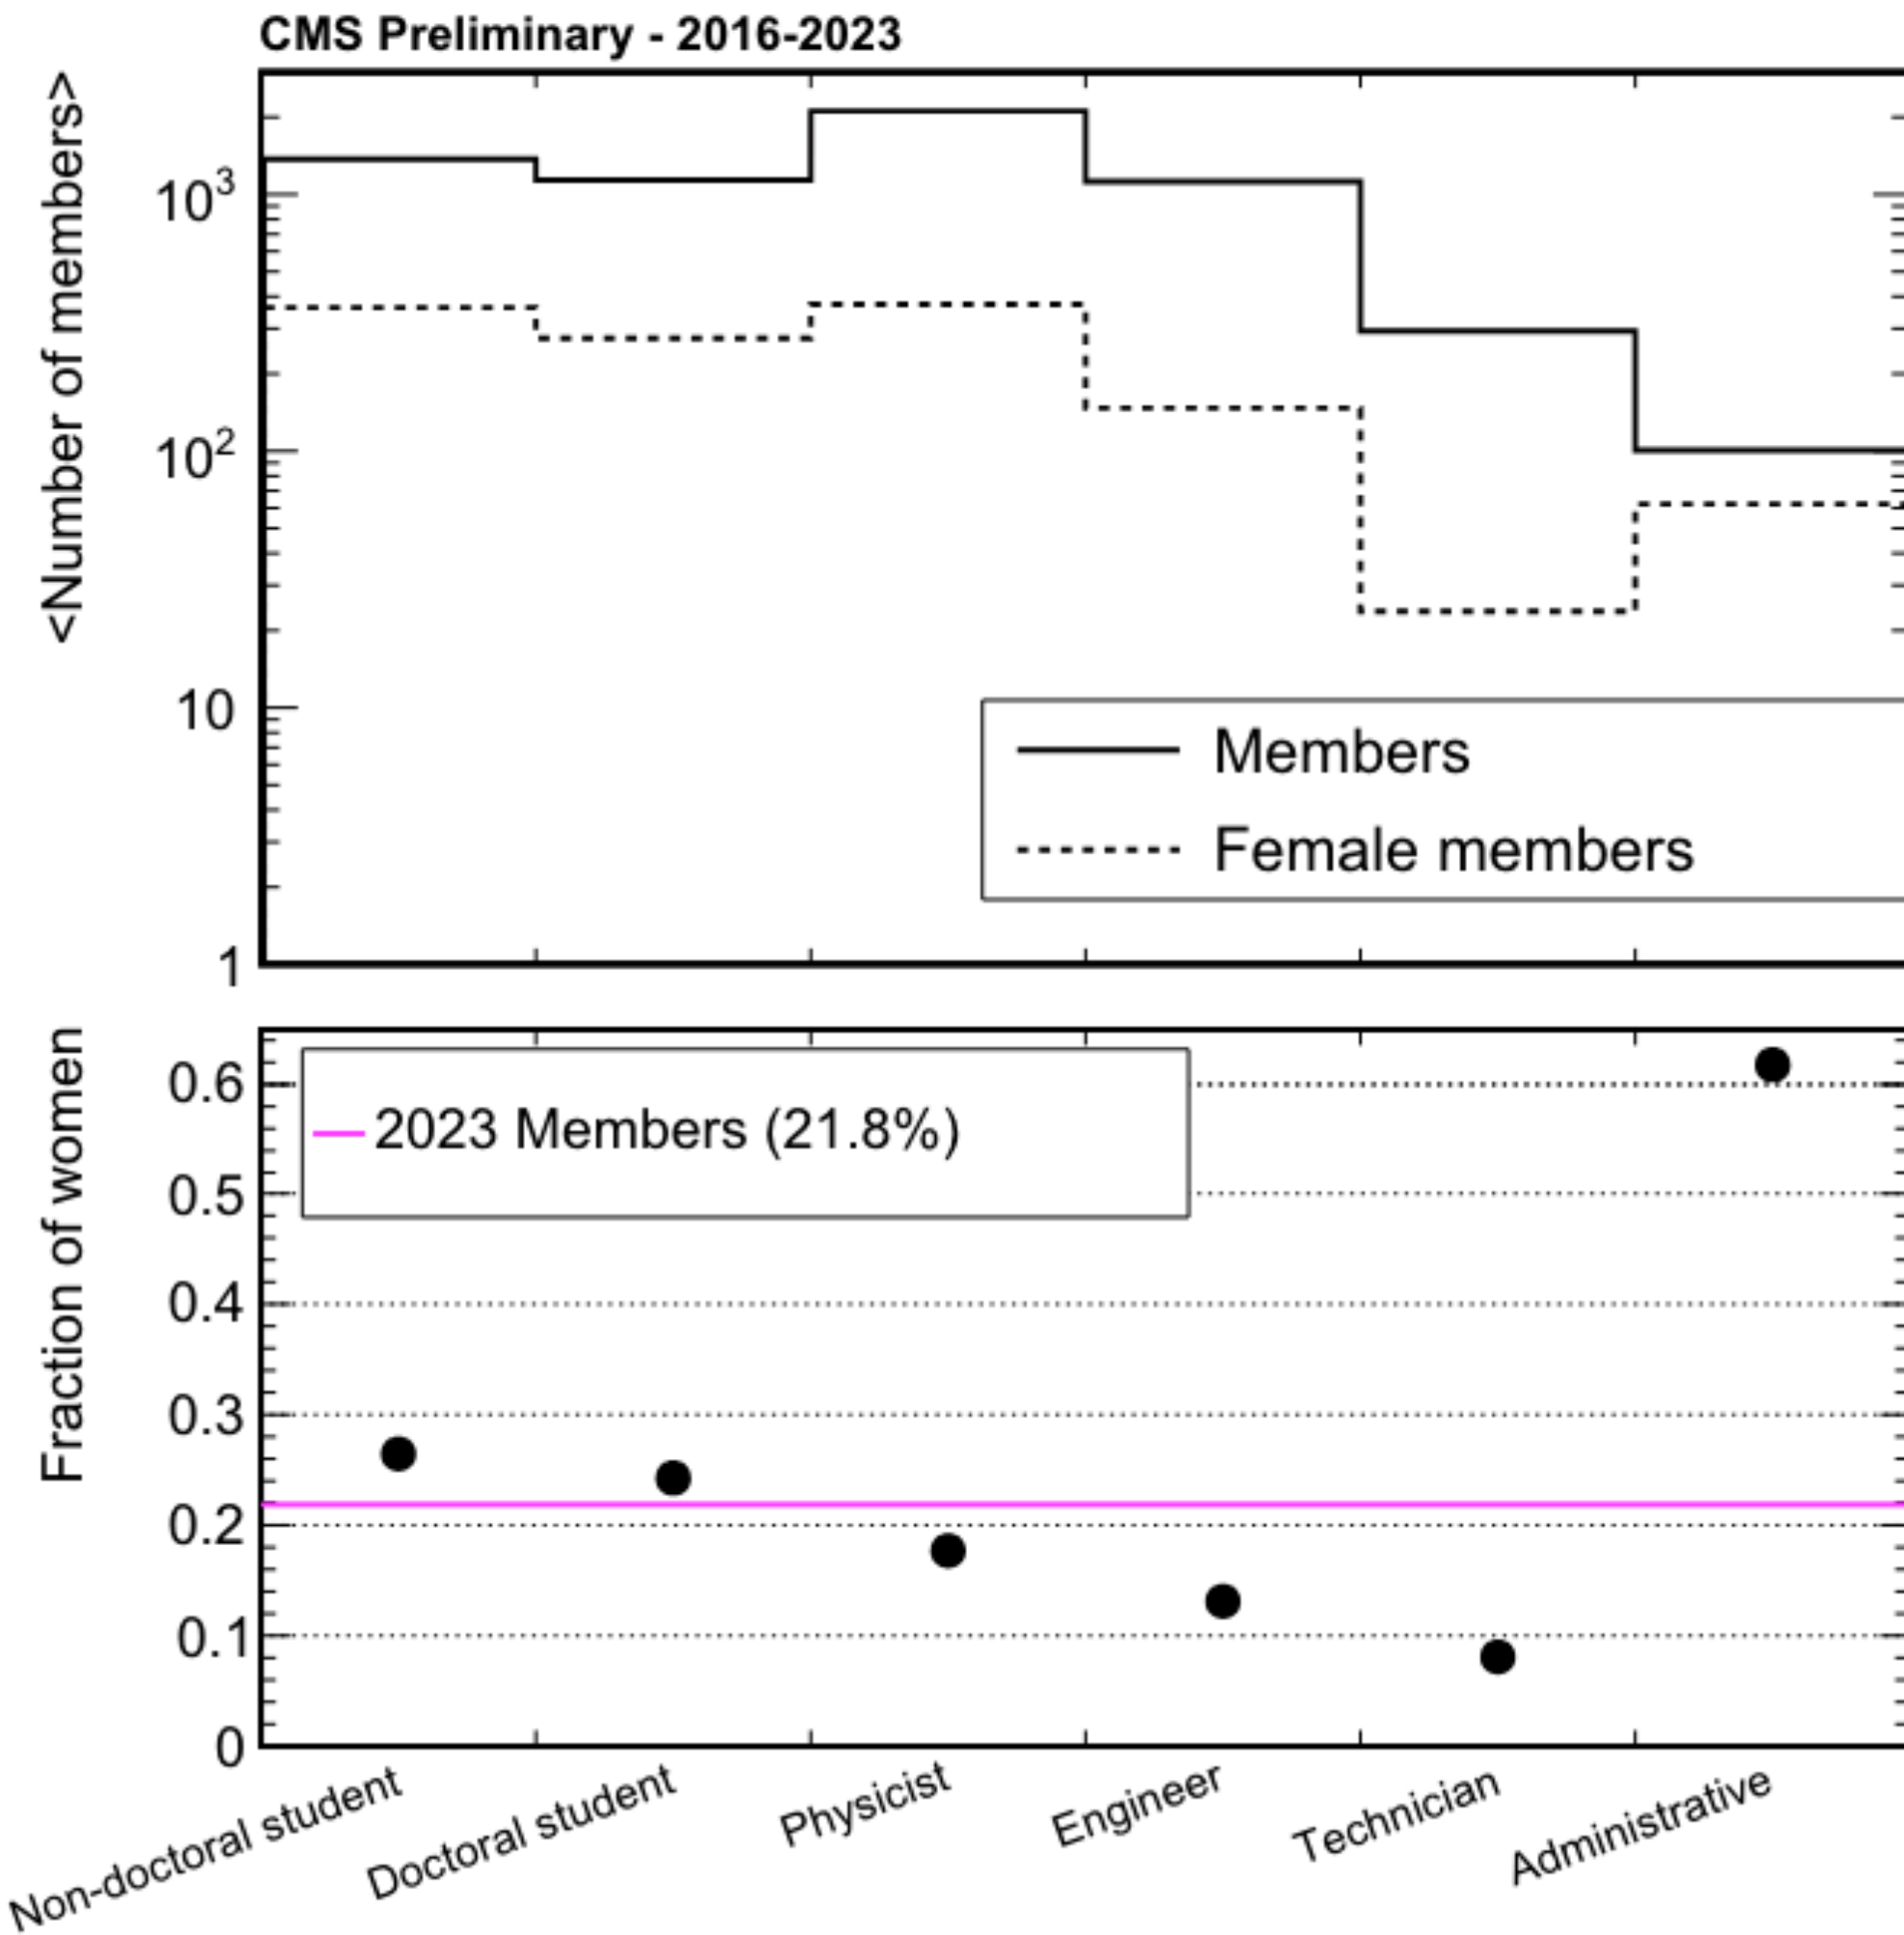 CMS Preliminary - 2016-2023
<Number of members>
10³
10²
10
1
Members
Female members
Fraction of women
0.6
0.5
0.4
0.3
0.2
0.1
0
2023 Members (21.8%)
Non-doctoral student
Doctoral student
Physicist
Engineer
Technician
Administrative